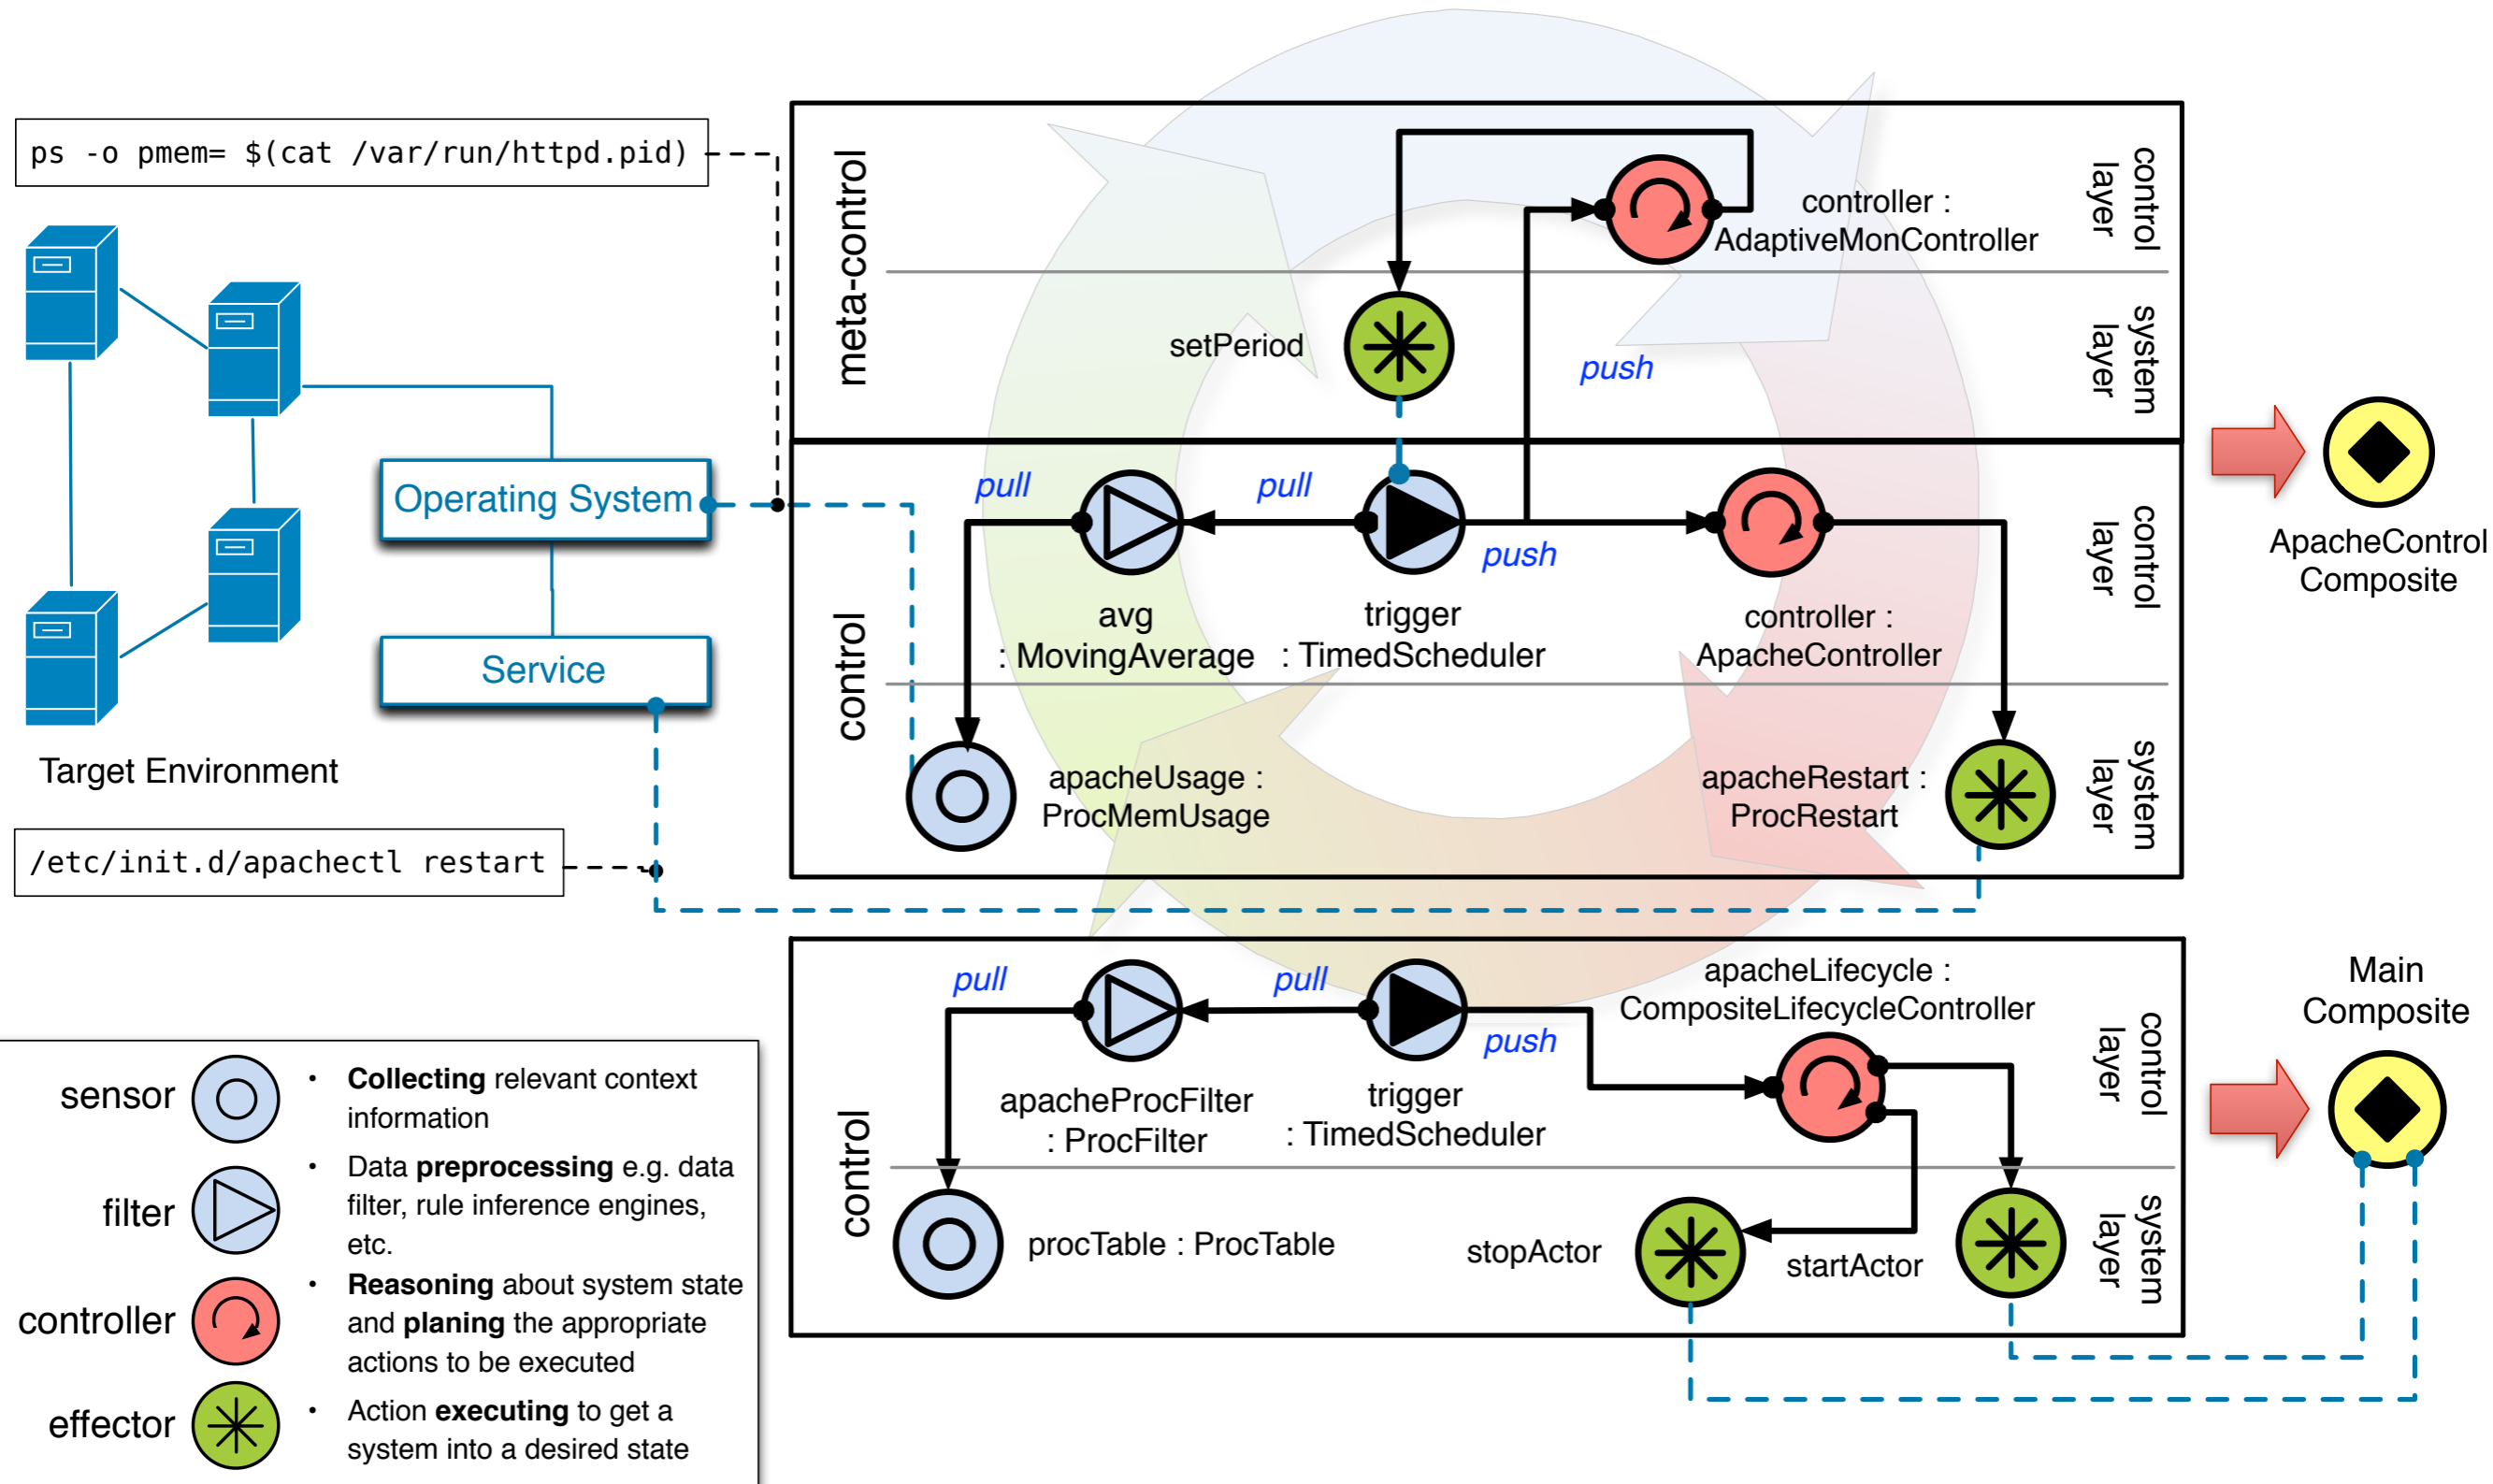 ps -o pmem= $(cat /var/run/httpd.pid)
Operating System
Service
Target Environment
/etc/init.d/apachectl restart
meta-control
control
layer
system
layer
controller :
AdaptiveMonController
setPeriod
push
control
control
layer
system
layer
pull
pull
push
avg
: MovingAverage
trigger
: TimedScheduler
controller :
ApacheController
apacheUsage :
ProcMemUsage
apacheRestart :
ProcRestart
ApacheControl
Composite
control
control
layer
system
layer
pull
pull
push
apacheLifecycle :
CompositeLifecycleController
apacheProcFilter
: ProcFilter
trigger
: TimedScheduler
procTable : ProcTable
stopActor
startActor
Main
Composite
sensor
• Collecting relevant context
information
filter
• Data preprocessing e.g. data
filter, rule inference engines,
etc.
controller
• Reasoning about system state
and planing the appropriate
actions to be executed
effector
• Action executing to get a
system into a desired state